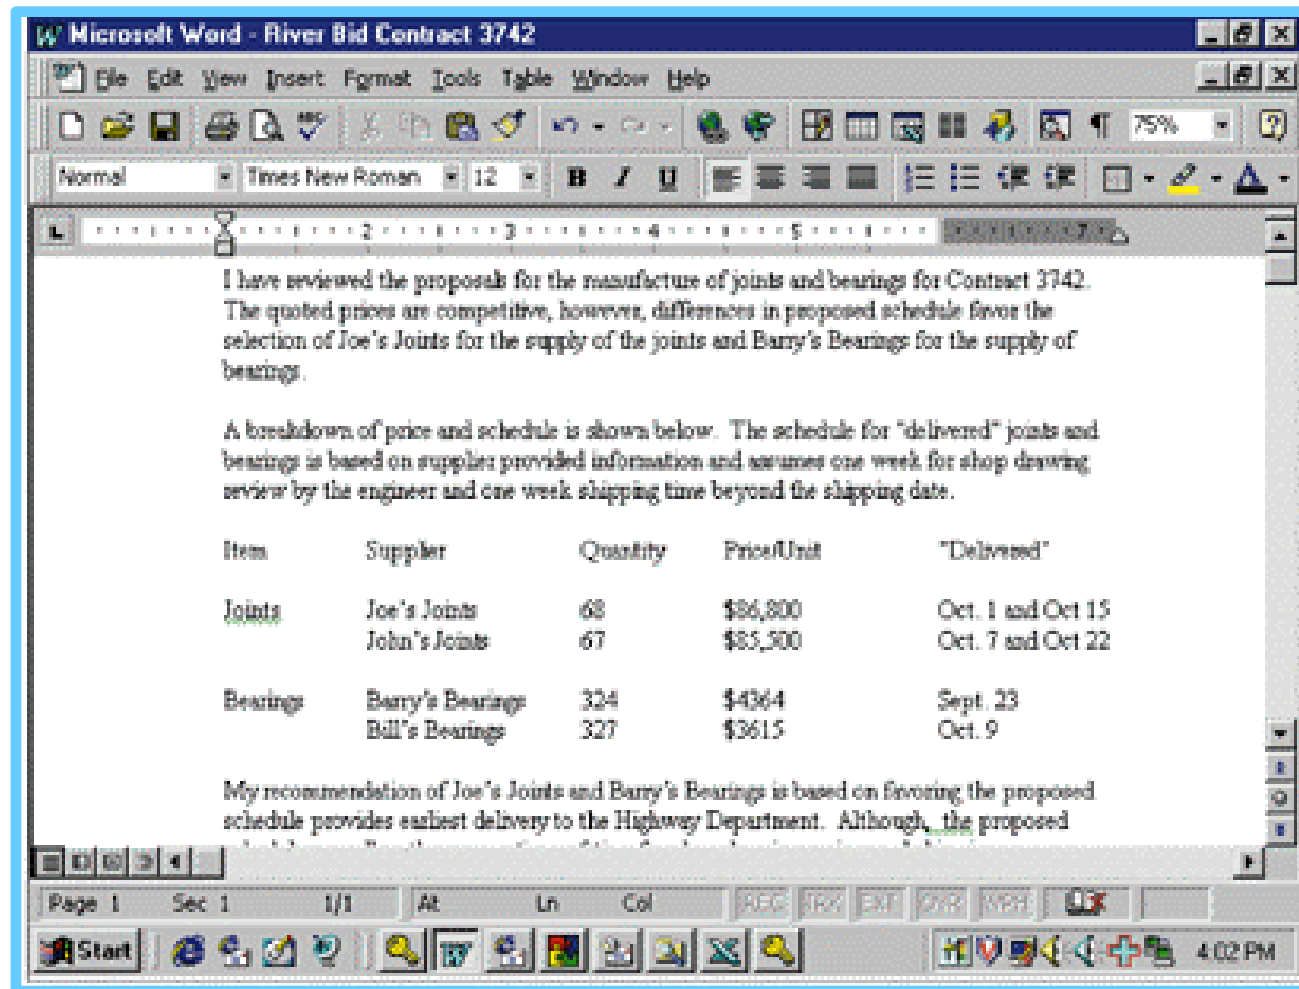 Microsoft Word - River Bid Contract 3742
File Edit View Insert Format Tools Table Window Help
75%
Normal Times New Roman 12 B I U
2 3 4 5 7
I have reviewed the proposals for the manufacture of joints and bearings for Contract 3742.
The quoted prices are competitive, however, differences in proposed schedule favor the
selection of Joe's Joints for the supply of the joints and Barry's Bearings for the supply of
bearings.
A breakdown of price and schedule is shown below. The schedule for "delivered" joints and
bearings is based on supplier provided information and assumes one week for shop drawing
review by the engineer and one week shipping time beyond the shipping date.
Item Supplier Quantity Price/Unit "Delivered"
Joints Joe's Joints 68 $86,800 Oct. 1 and Oct 15
John's Joints 67 $85,500 Oct. 7 and Oct 22
Bearings Barry's Bearings 324 $4364 Sept. 23
Bill's Bearings 327 $3615 Oct. 9
My recommendation of Joe's Joints and Barry's Bearings is based on favoring the proposed
schedule provides earliest delivery to the Highway Department. Although, the proposed
Page 1 Sec 1 1/1 At Ln Col REC TRK EXT OVR WPH
Start 4:02 PM